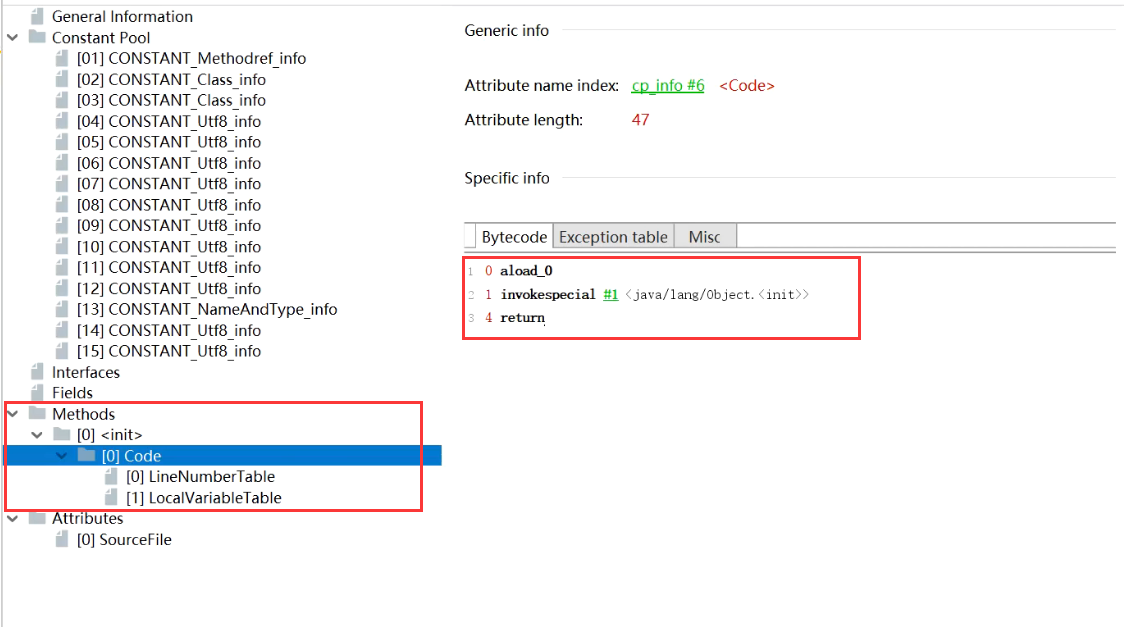 General Information
Constant Pool
[01] CONSTANT_Methodref_info
[02] CONSTANT_Class_info
[03] CONSTANT_Class_info
[04] CONSTANT_Utf8_info
[05] CONSTANT_Utf8_info
[06] CONSTANT_Utf8_info
[07] CONSTANT_Utf8_info
[08] CONSTANT_Utf8_info
[09] CONSTANT_Utf8_info
[10] CONSTANT_Utf8_info
[11] CONSTANT_Utf8_info
[12] CONSTANT_Utf8_info
[13] CONSTANT_NameAndType_info
[14] CONSTANT_Utf8_info
[15] CONSTANT_Utf8_info
Interfaces
Fields
Methods
[0] <init>
[0] Code
[0] LineNumberTable
[1] LocalVariableTable
Attributes
[0] SourceFile
Generic info
Attribute name index: cp_info #6 <Code>
Attribute length: 47
Specific info
Bytecode Exception table Misc
1 0 aload_0
2 1 invokespecial #1 <java/lang/Object.<init>>
3 4 return